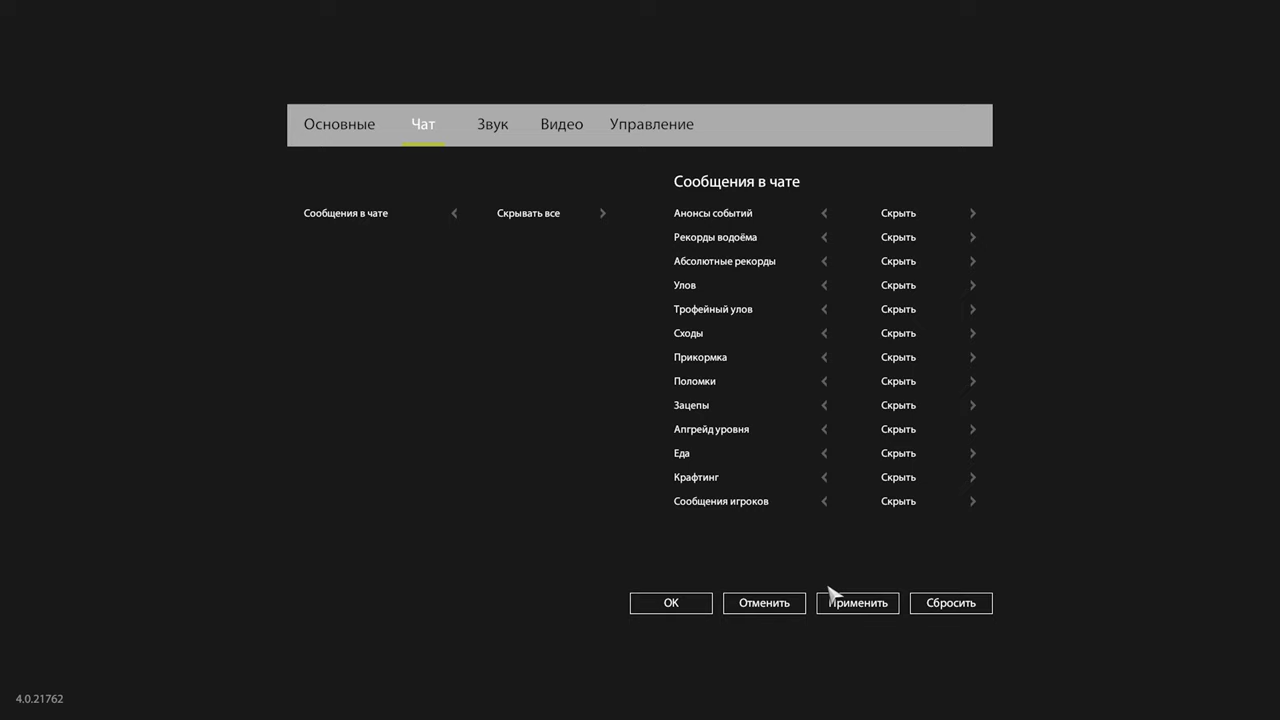 Основные Чат Звук Видео Управление
Сообщения в чате
Сообщения в чате Скрывать все
Анонсы событий Скрыть
Рекорды водоёма Скрыть
Абсолютные рекорды Скрыть
Улов Скрыть
Трофейный улов Скрыть
Сходы Скрыть
Прикормка Скрыть
Поломки Скрыть
Зацепы Скрыть
Апгрейд уровня Скрыть
Еда Скрыть
Крафтинг Скрыть
Сообщения игроков Скрыть
ОК Отменить Применить Сбросить
4.0.21762